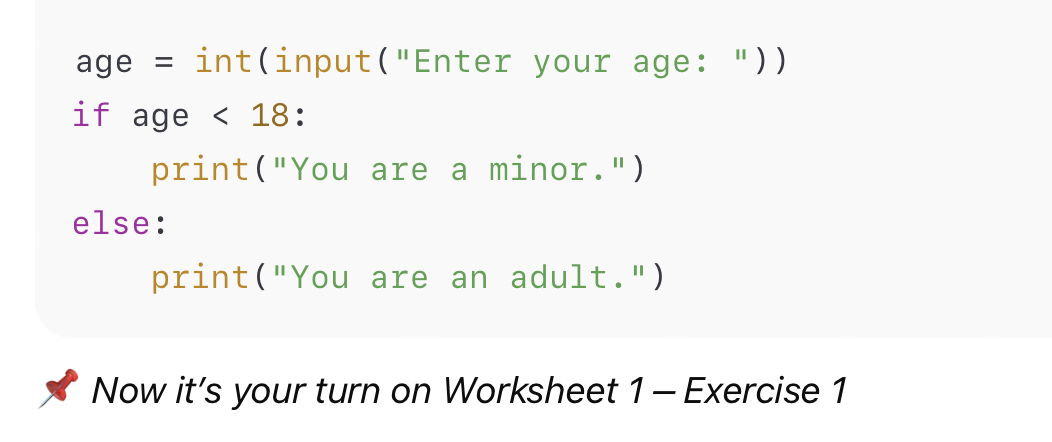 age = int(input("Enter your age: "))
if age < 18:
    print("You are a minor.")
else:
    print("You are an adult.")
📌 Now it’s your turn on Worksheet 1 – Exercise 1